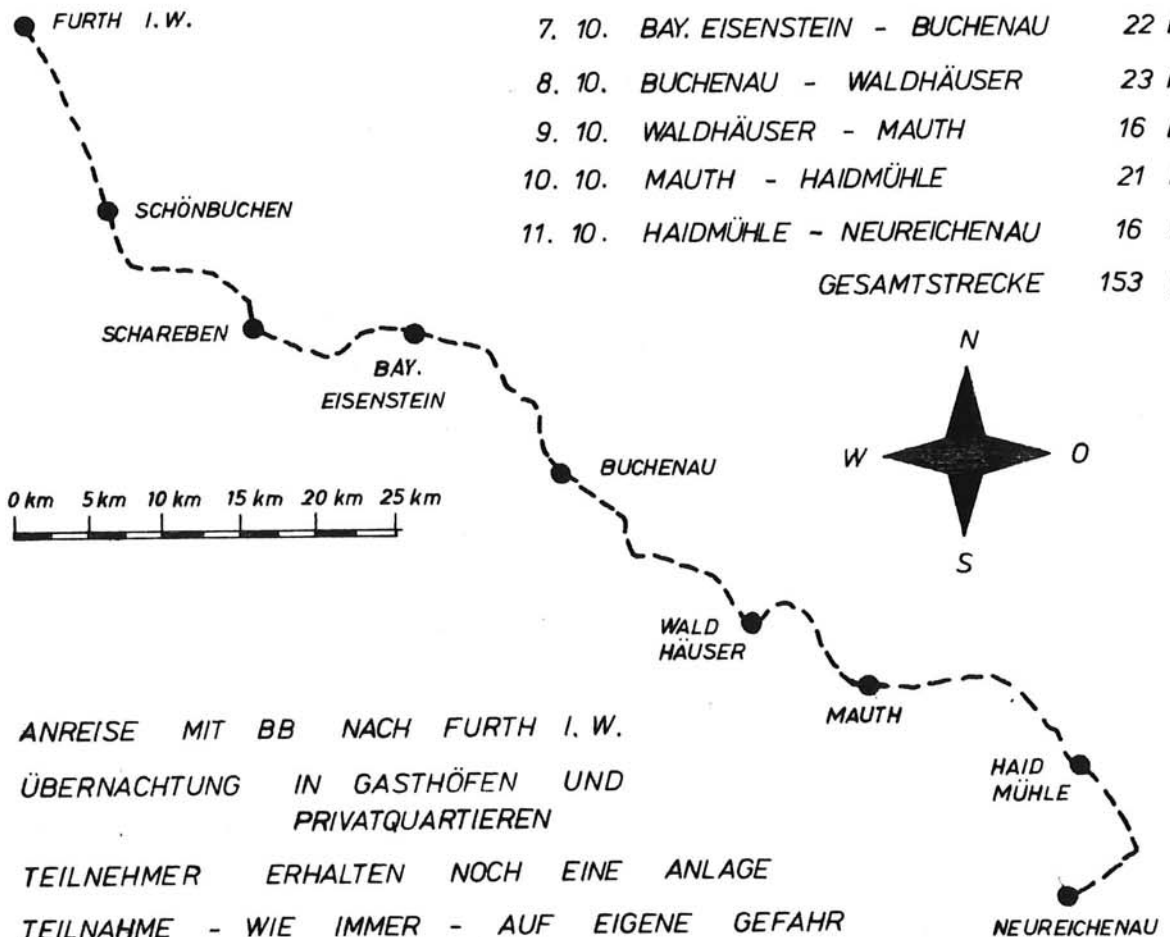 FURTH I.W.
7. 10. BAY. EISENSTEIN - BUCHENAU 22
8. 10. BUCHENAU - WALDHÄUSER 23
9. 10. WALDHÄUSER - MAUTH 16
10. 10. MAUTH - HAIDMÜHLE 21
11. 10. HAIDMÜHLE - NEUREICHENAU 16
GESAMTSTRECKE 153
SCHÖNBUCHEN
SCHAREBEN
BAY.
EISENSTEIN
N
W
O
S
BUCHENAU
0 km 5 km 10 km 15 km 20 km 25 km
WALD
HÄUSER
MAUTH
HAID
MÜHLE
NEUREICHENAU
ANREISE MIT BB NACH FURTH I.W.
ÜBERNACHTUNG IN GASTHÖFEN UND
PRIVATQUARTIEREN
TEILNEHMER ERHALTEN NOCH EINE ANLAGE
TEILNAHME - WIE IMMER - AUF EIGENE GEFAHR